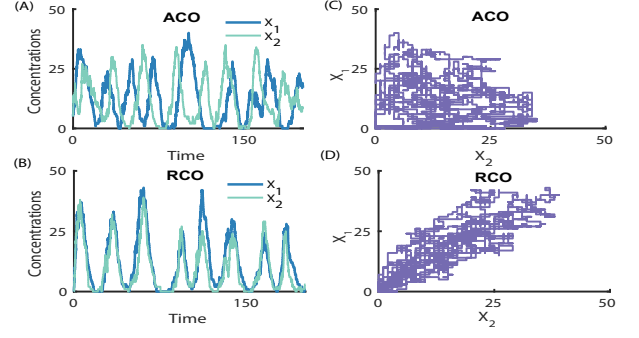 (A)
ACO
x₁
x₂
Concentrations
50
25
0
0
150
Time
(C)
ACO
X₁
50
25
0
0
25
50
X₂
(B)
RCO
x₁
x₂
Concentrations
50
25
0
0
150
Time
(D)
RCO
X₁
50
25
0
0
25
50
X₂